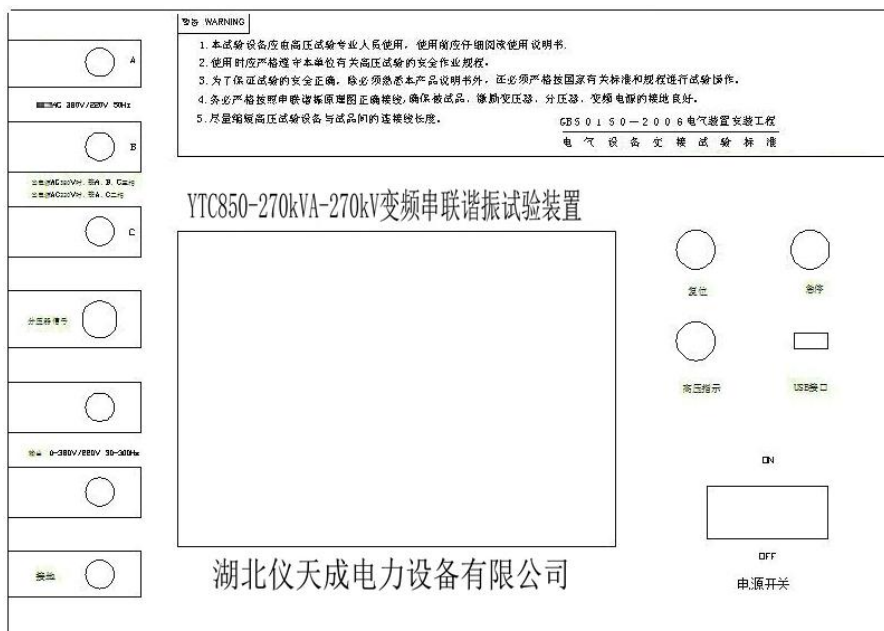 警告 WARNING
1. 本试验设备应由高压试验专业人员使用，使用前应仔细阅读使用说明书.
2. 使用时应严格遵守本单位有关高压试验的安全作业规程。
3. 为了保证试验的安全正确，除必须熟悉本产品说明书外，还必须严格按国家有关标准和规程进行试验操作。
4. 务必严格按照串联谐振原理图正确接线,确保被试品、激励变压器、分压器、变频电源的接地良好。
5. 尽量缩短高压试验设备与试品间的连接线长度。
GB50150-2006电气装置安装工程
电气设备交接试验标准
A
AC 380V/220V 50Hz
B
C
分压器信号
输出 0-380V/220V 30-300Hz
接地
YTC850-270kVA-270kV变频串联谐振试验装置
湖北仪天成电力设备有限公司
复位
急停
高压指示
USB接口
ON
OFF
电源开关